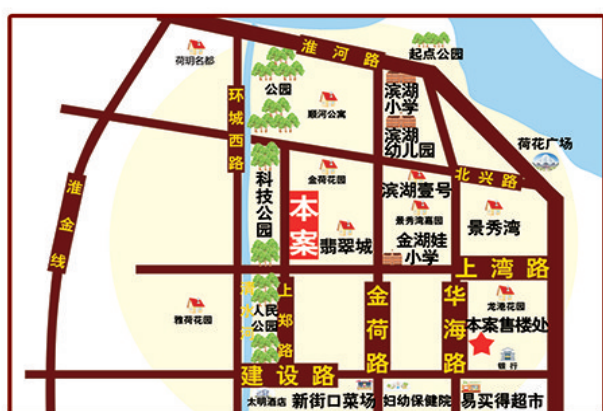 起点公园
淮河路
荷玥名都
公园
滨湖
小学
环城西路
顺河公寓
滨湖
幼儿园
荷花广场
科技公园
金荷花园
北兴路
淮金线
本案
滨湖壹号
景秀湾嘉园
景秀湾
翡翠城
金湖娃
小学
上湾路
清水河
上郑路
金荷路
华海路
龙港花园
雅荷花园
人民
公园
本案售楼处
银行
建设路
太明酒店
新街口菜场
妇幼保健院
易买得超市